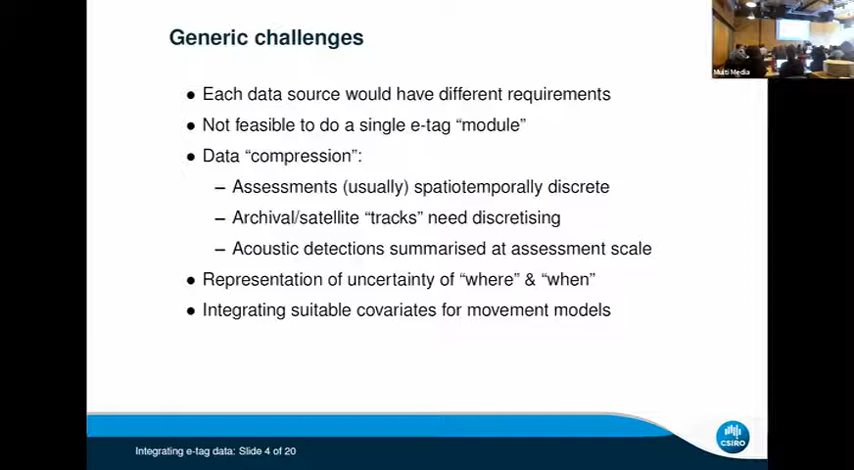 Generic challenges
Multi Media
● Each data source would have different requirements
● Not feasible to do a single e-tag “module”
● Data “compression”:
– Assessments (usually) spatiotemporally discrete
– Archival/satellite “tracks” need discretising
– Acoustic detections summarised at assessment scale
● Representation of uncertainty of “where” & “when”
● Integrating suitable covariates for movement models
Integrating e-tag data: Slide 4 of 20
CSIRO